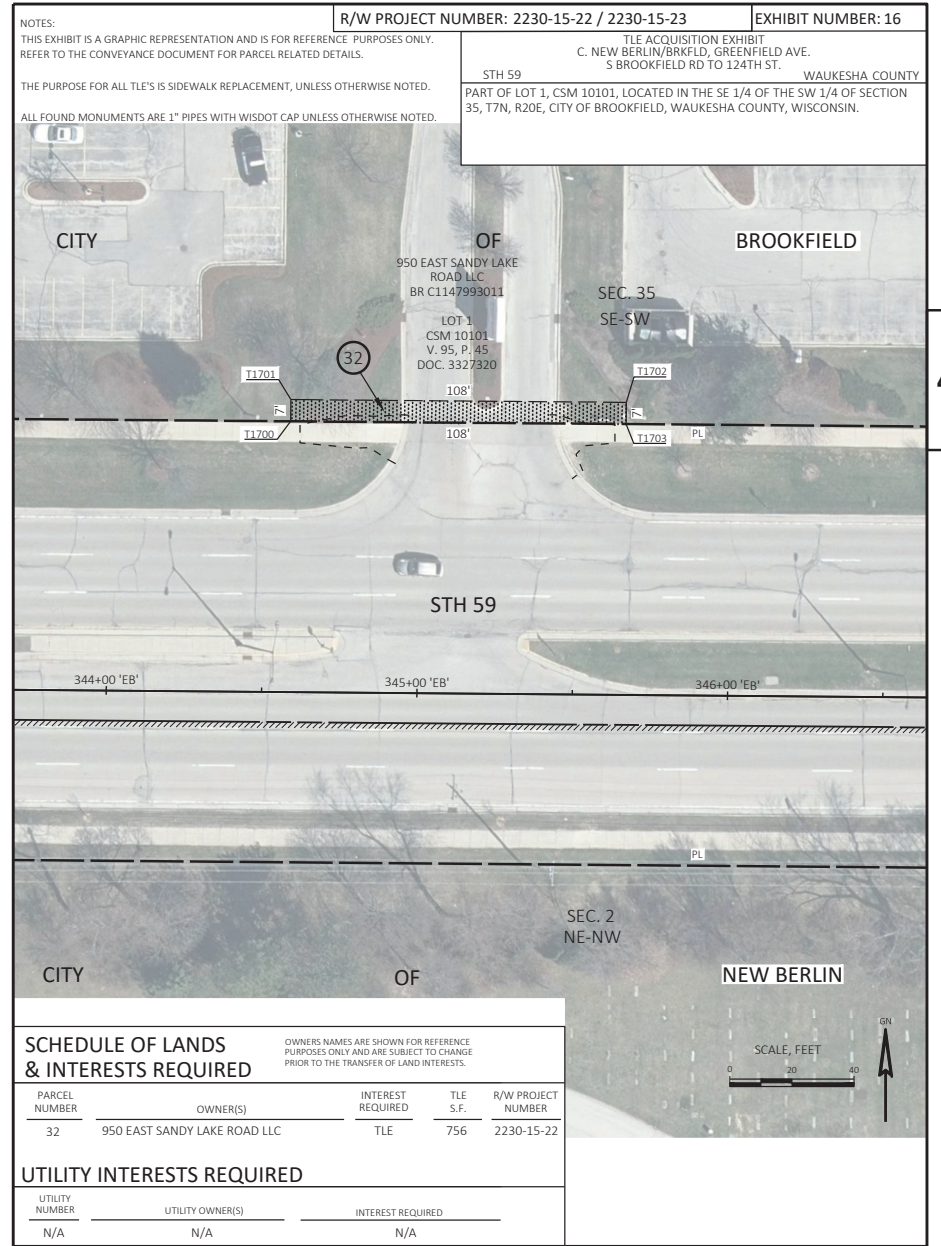 NOTES:
THIS EXHIBIT IS A GRAPHIC REPRESENTATION AND IS FOR REFERENCE PURPOSES ONLY.
REFER TO THE CONVEYANCE DOCUMENT FOR PARCEL RELATED DETAILS.
THE PURPOSE FOR ALL TLE'S IS SIDEWALK REPLACEMENT, UNLESS OTHERWISE NOTED.
ALL FOUND MONUMENTS ARE 1" PIPES WITH WISDOT CAP UNLESS OTHERWISE NOTED.
R/W PROJECT NUMBER: 2230-15-22 / 2230-15-23
EXHIBIT NUMBER: 16
TLE ACQUISITION EXHIBIT
C. NEW BERLIN/BRKFLD, GREENFIELD AVE.
S BROOKFIELD RD TO 124TH ST.
STH 59
WAUKESHA COUNTY
PART OF LOT 1, CSM 10101, LOCATED IN THE SE 1/4 OF THE SW 1/4 OF SECTION
35, T7N, R20E, CITY OF BROOKFIELD, WAUKESHA COUNTY, WISCONSIN.
CITY
OF
BROOKFIELD
950 EAST SANDY LAKE
ROAD LLC
BR C1147993011
SEC. 35
SE-SW
LOT 1
CSM 10101
V. 95, P. 45
DOC. 3327320
32
T1701
T1702
108'
7'
7'
T1700
108'
T1703
PL
STH 59
344+00 'EB'
345+00 'EB'
346+00 'EB'
PL
SEC. 2
NE-NW
CITY
OF
NEW BERLIN
GN
SCALE, FEET
0
20
40
SCHEDULE OF LANDS
& INTERESTS REQUIRED
OWNERS NAMES ARE SHOWN FOR REFERENCE
PURPOSES ONLY AND ARE SUBJECT TO CHANGE
PRIOR TO THE TRANSFER OF LAND INTERESTS.
PARCEL
NUMBER
OWNER(S)
INTEREST
REQUIRED
TLE
S.F.
R/W PROJECT
NUMBER
32
950 EAST SANDY LAKE ROAD LLC
TLE
756
2230-15-22
UTILITY INTERESTS REQUIRED
UTILITY
NUMBER
UTILITY OWNER(S)
INTEREST REQUIRED
N/A
N/A
N/A